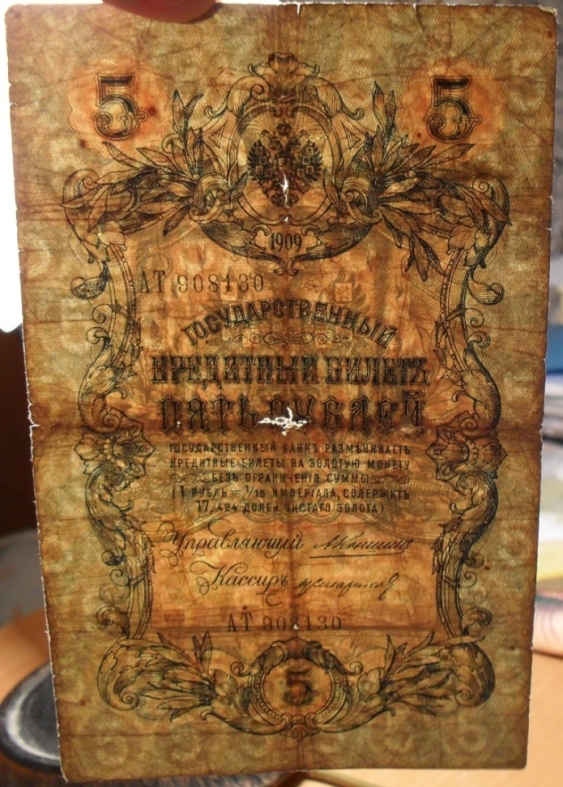 5 5
1909
АТ 908130
ГОСУДАРСТВЕННЫЙ
КРЕДИТНЫЙ БИЛЕТЪ
ПЯТЬ РУБЛЕЙ
ГОСУДАРСТВЕННЫЙ БАНКЪ РАЗМѢНИВАЕТЪ
КРЕДИТНЫЕ БИЛЕТЫ НА ЗОЛОТУЮ МОНЕТУ
БЕЗЪ ОГРАНИЧЕНІЯ СУММЫ
(1 РУБЛЬ = 1/15 ИМПЕРІАЛА, СОДЕРЖИТЪ
17,424 ДОЛЕЙ ЧИСТАГО ЗОЛОТА)
Управляющій
Кассиръ
АТ 908130
5